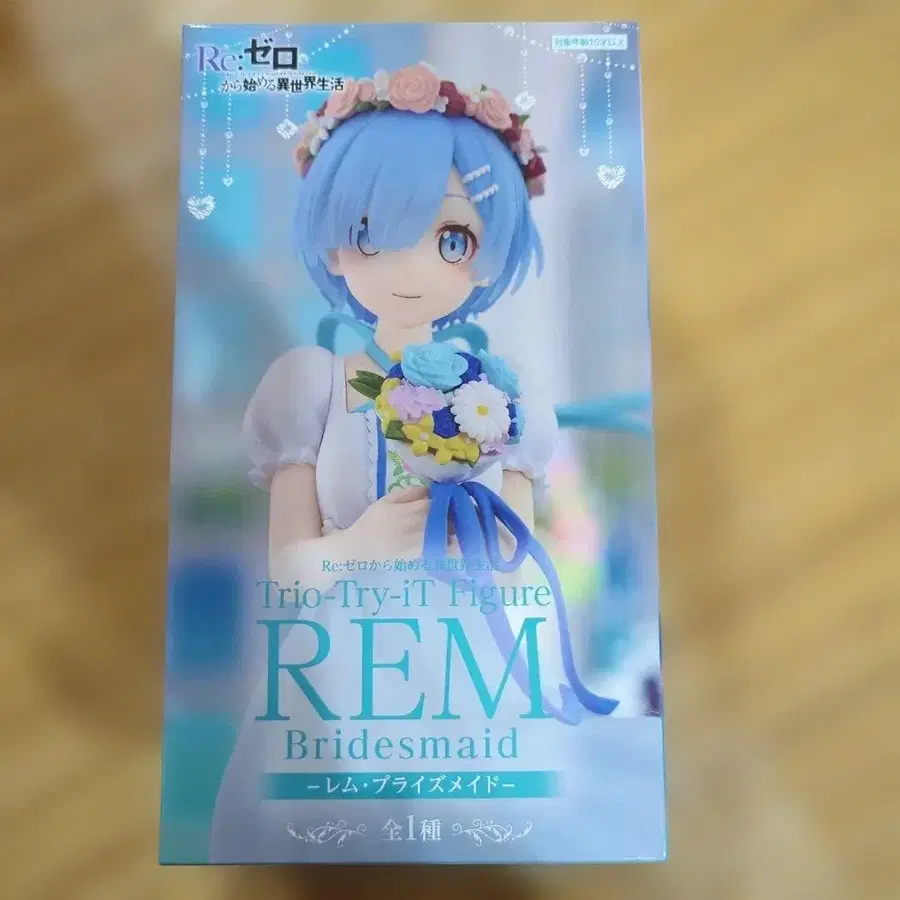 Re:ゼロ
から始める異世界生活
対象年齢15才以上
Re:ゼロから始める異世界生活
Trio-Try-iT Figure
REM
Bridesmaid
−レム・ブライズメイド−
全1種